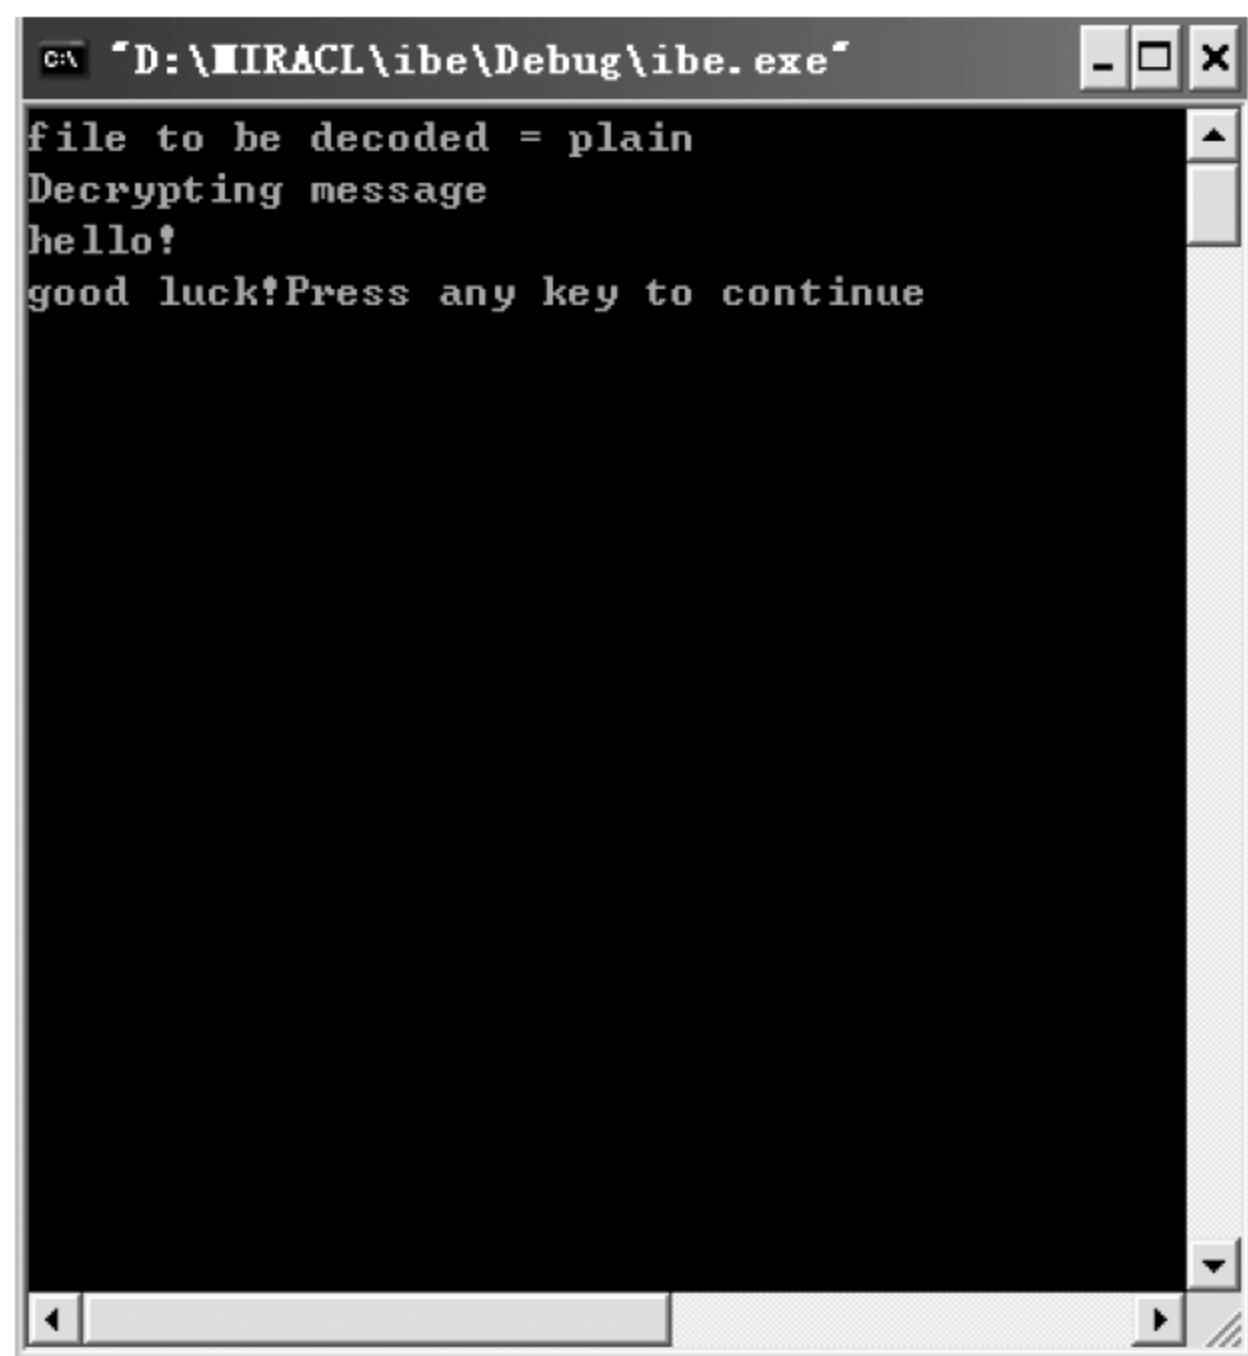 C:\ "D:\MIRACL\ibe\Debug\ibe.exe"
file to be decoded = plain
Decrypting message
hello!
good luck!Press any key to continue